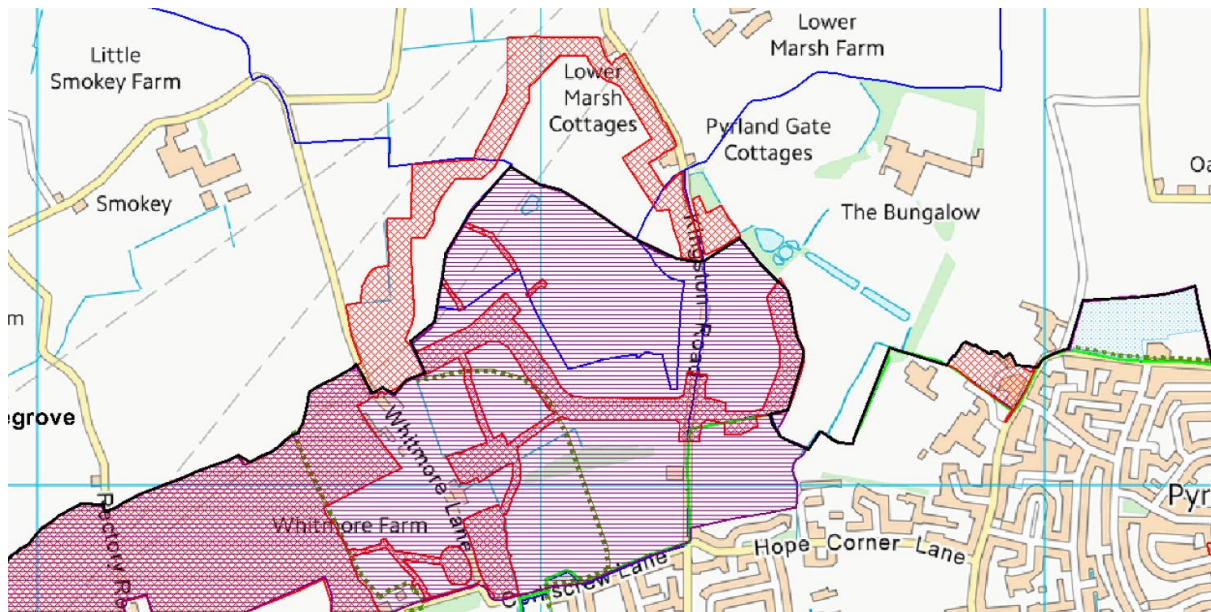 Little
Smokey Farm
Lower
Marsh Farm
Lower
Marsh
Cottages
Pyrland Gate
Cottages
Oa
Smokey
The Bungalow
Kingston Road
m
egrove
Whitmore Lane
Pyr
Rectory Ro
Whitmore Farm
Hope Corner Lane
Corkscrew Lane